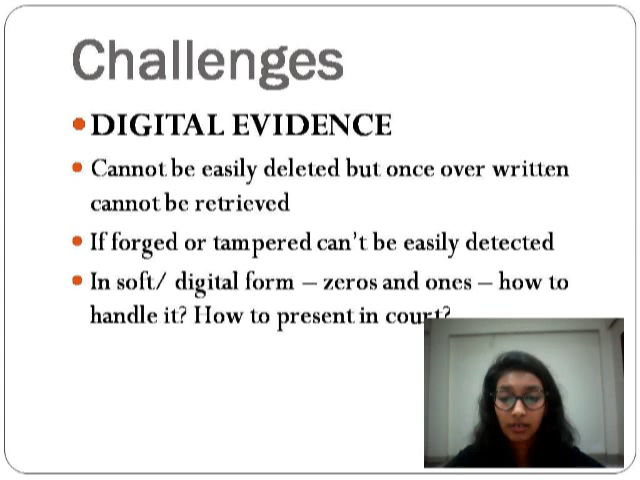 Challenges
DIGITAL EVIDENCE
Cannot be easily deleted but once over written
cannot be retrieved
If forged or tampered can't be easily detected
In soft/ digital form – zeros and ones – how to
handle it? How to present in court?